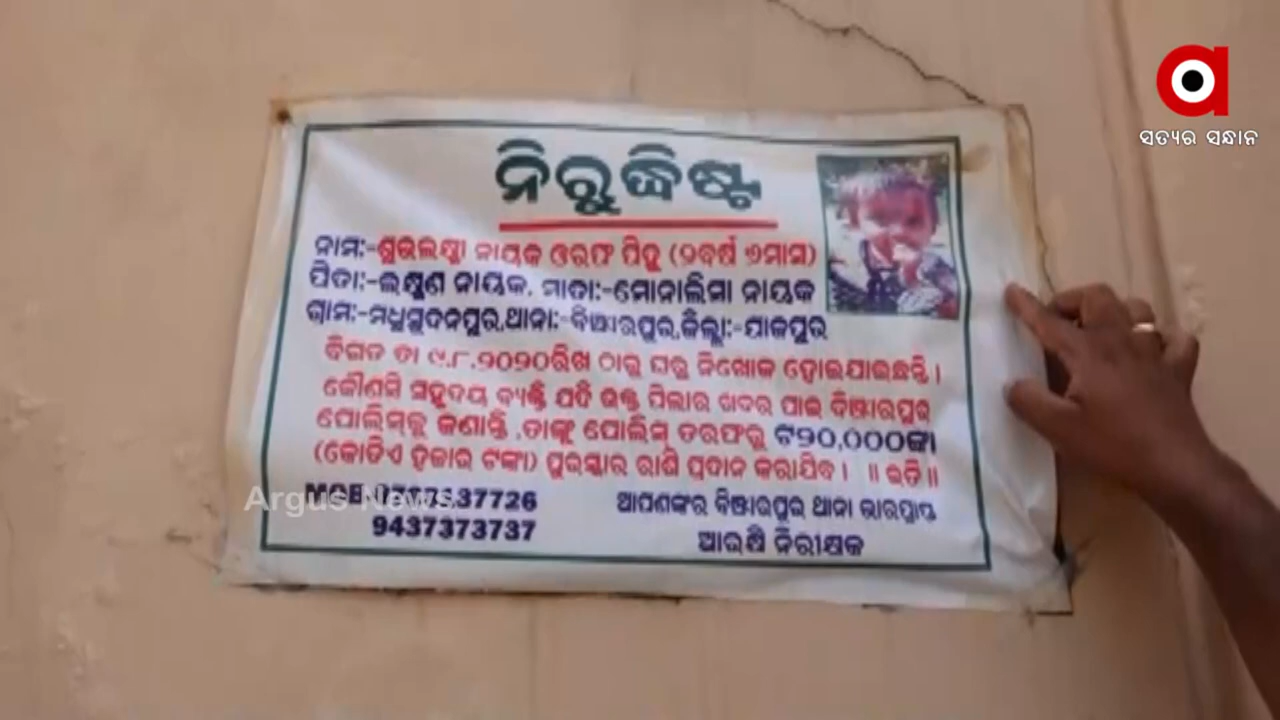 ସତ୍ୟର ସନ୍ଧାନ
ନିରୁଦ୍ଧିଷ୍ଟ
ନାମ:-ଶୁଭଲକ୍ଷ୍ମୀ ନାୟକ ଓରଫ ପିହୁ (୨ବର୍ଷ ୬ମାସ)
ପିତା:-ଲକ୍ଷ୍ମଣ ନାୟକ, ମାତା:-ମୋନାଲିମା ନାୟକ
ଗ୍ରାମ:-ମଧୁସୁଦନପୁର,ଥାନା:-ବିଞ୍ଝାରପୁର,ଜିଲ୍ଲା:-ଯାଜପୁର
ବିଗତ ତା ୯.୮.୨୦୨୦ରିଖ ଠାରୁ ଘରୁ ନିଖୋଜ ହୋଇଯାଇଛନ୍ତି ।
କୌଣସି ସହୃଦୟ ବ୍ୟକ୍ତି ଯଦି ଉକ୍ତ ପିଲାର ଖବର ପାଇ ବିଞ୍ଝାରପୁର
ପୋଲିସ୍‌କୁ ଜଣାନ୍ତି ,ତାଙ୍କୁ ପୋଲିସ୍ ତରଫରୁ ଟ୨୦,୦୦୦ଙ୍କା
(କୋଡିଏ ହଜାର ଟଙ୍କା) ପୁରସ୍କାର ରାଶି ପ୍ରଦାନ କରାଯିବ । ॥ ଇତି ॥
MOB 37726 ଆପଣଙ୍କର ବିଞ୍ଝାରପୁର ଥାନା ଭାରପ୍ରାପ୍ତ
9437373737 ଆରକ୍ଷି ନିରୀକ୍ଷକ
Argus News